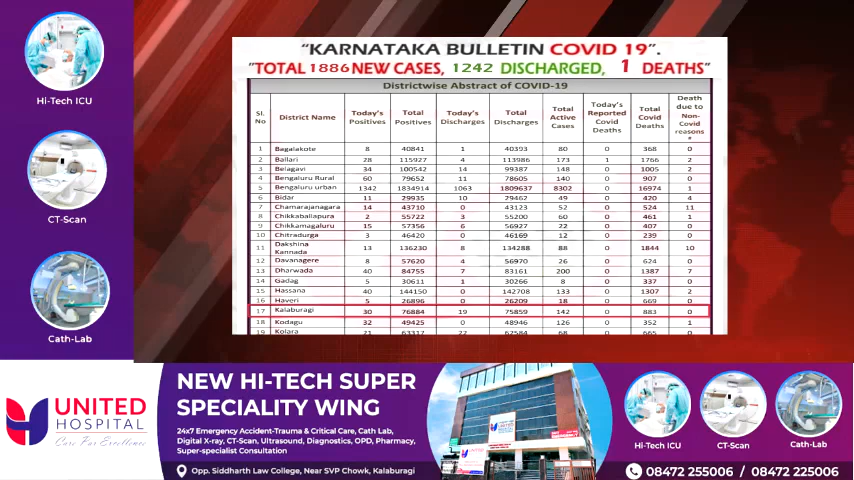 Hi-Tech ICU
CT-Scan
Cath-Lab
"KARNATAKA BULLETIN COVID 19".
"TOTAL 1886 NEW CASES, 1242 DISCHARGED, 1 DEATHS"
Districtwise Abstract of COVID-19
Sl. No District Name Today's Positives Total Positives Today's Discharges Total Discharges Total Active Cases Today's Reported Covid Deaths Total Covid Deaths Death due to Non-Covid reasons *
1 Bagalakote 8 40841 1 40393 80 0 368 0
2 Ballari 28 115927 4 113986 173 1 1766 2
3 Belagavi 34 100542 14 99387 148 0 1005 2
4 Bengaluru Rural 60 79652 11 78605 140 0 907 0
5 Bengaluru urban 1342 1834914 1063 1809637 8302 0 16974 1
6 Bidar 11 29935 10 29462 49 0 420 4
7 Chamarajanagara 14 43710 0 43123 52 0 524 11
8 Chikkaballapura 2 55722 3 55200 60 0 461 1
9 Chikkamagaluru 15 57356 6 56927 22 0 407 0
10 Chitradurga 3 46420 0 46169 12 0 239 0
11 Dakshina Kannada 13 136230 8 134288 88 0 1844 10
12 Davanagere 8 57620 4 56970 26 0 624 0
13 Dharwada 40 84755 7 83161 200 0 1387 7
14 Gadag 5 30611 1 30266 8 0 337 0
15 Hassana 40 144150 0 142708 133 0 1307 2
16 Haveri 5 26896 0 26209 18 0 669 0
17 Kalaburagi 30 76884 19 75859 142 0 883 0
18 Kodagu 32 49425 0 48946 126 0 352 1
19 Kolara 21 63317 22 62584 68 0 665 0
UNITED
HOSPITAL
Care For Excellence
NEW HI-TECH SUPER
SPECIALITY WING
24x7 Emergency Accident-Trauma & Critical Care, Cath Lab,
Digital X-ray, CT-Scan, Ultrasound, Diagnostics, OPD, Pharmacy,
Super-specialist Consultation
Opp. Siddharth Law College, Near SVP Chowk, Kalaburagi
Hi-Tech ICU
CT-Scan
Cath-Lab
08472 255006 / 08472 225006